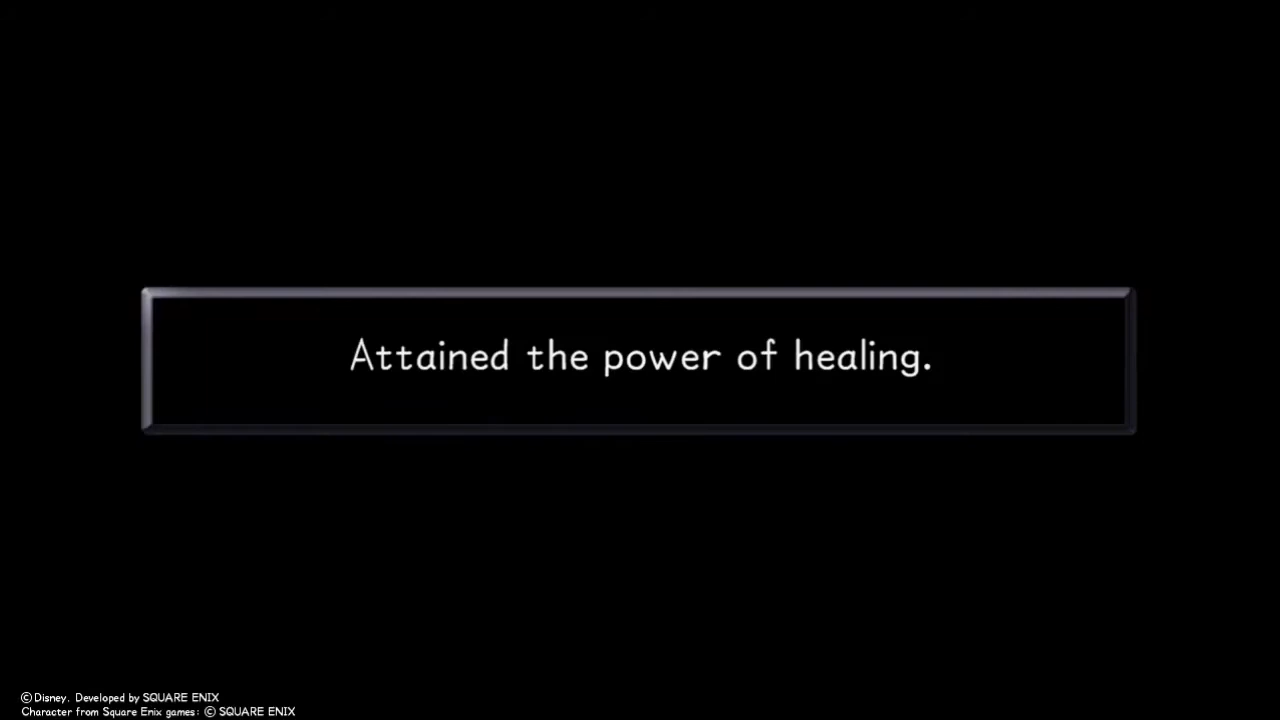 Attained the power of healing.
©Disney. Developed by SQUARE ENIX
Character from Square Enix games: © SQUARE ENIX